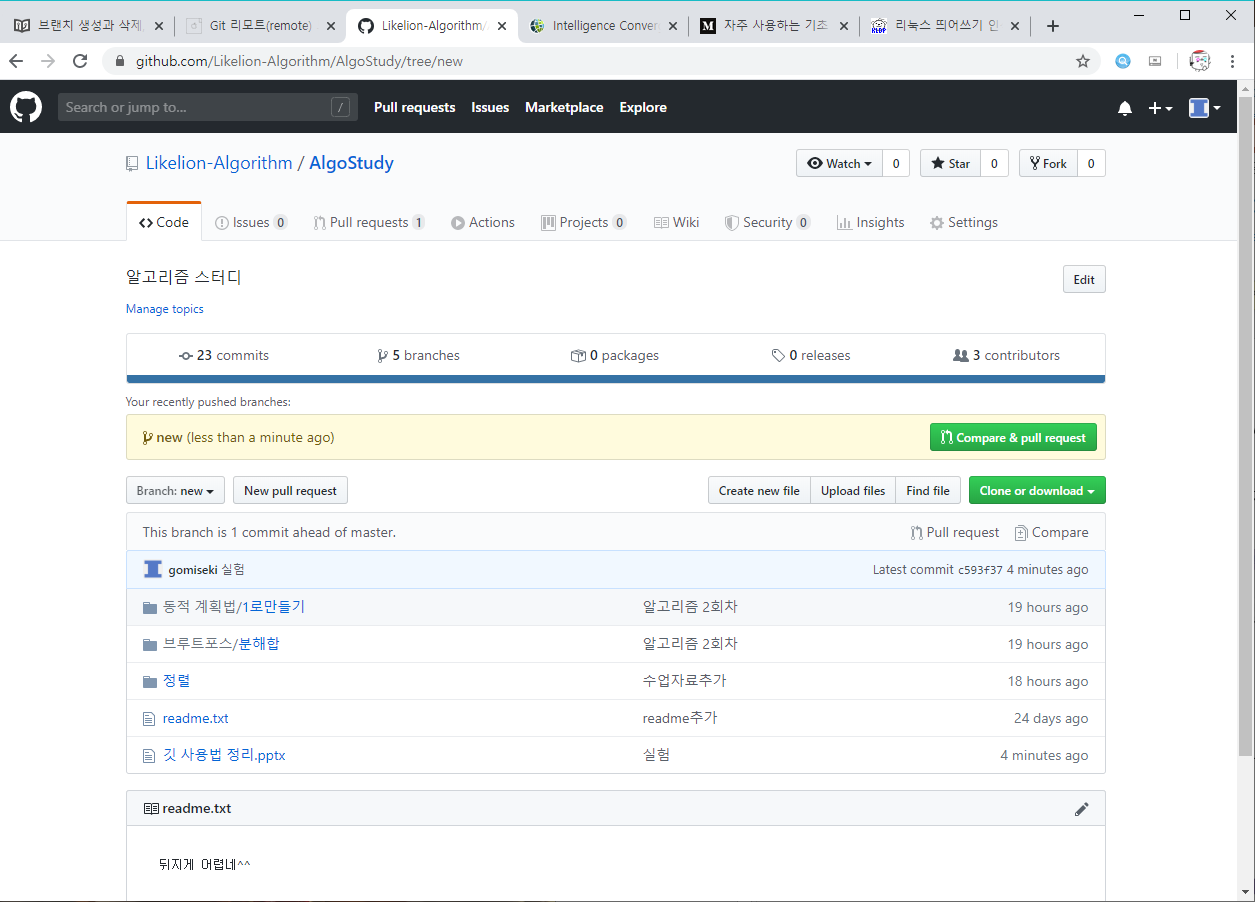 브랜치 생성과 삭제
Git 리모트(remote)
Likelion-Algorithm/
Intelligence Conver
M 자주 사용하는 기초
KLDP 리눅스 띄어쓰기 인
github.com/Likelion-Algorithm/AlgoStudy/tree/new
Search or jump to... /
Pull requests Issues Marketplace Explore
Likelion-Algorithm / AlgoStudy
Watch 0 Star 0 Fork 0
Code Issues 0 Pull requests 1 Actions Projects 0 Wiki Security 0 Insights Settings
알고리즘 스터디
Edit
Manage topics
23 commits 5 branches 0 packages 0 releases 3 contributors
Your recently pushed branches:
new (less than a minute ago) Compare & pull request
Branch: new New pull request Create new file Upload files Find file Clone or download
This branch is 1 commit ahead of master. Pull request Compare
gomiseki 실험 Latest commit c593f37 4 minutes ago
동적 계획법/1로만들기 알고리즘 2회차 19 hours ago
브루트포스/분해합 알고리즘 2회차 19 hours ago
정렬 수업자료추가 18 hours ago
readme.txt readme추가 24 days ago
깃 사용법 정리.pptx 실험 4 minutes ago
readme.txt
뒤지게 어렵네^^